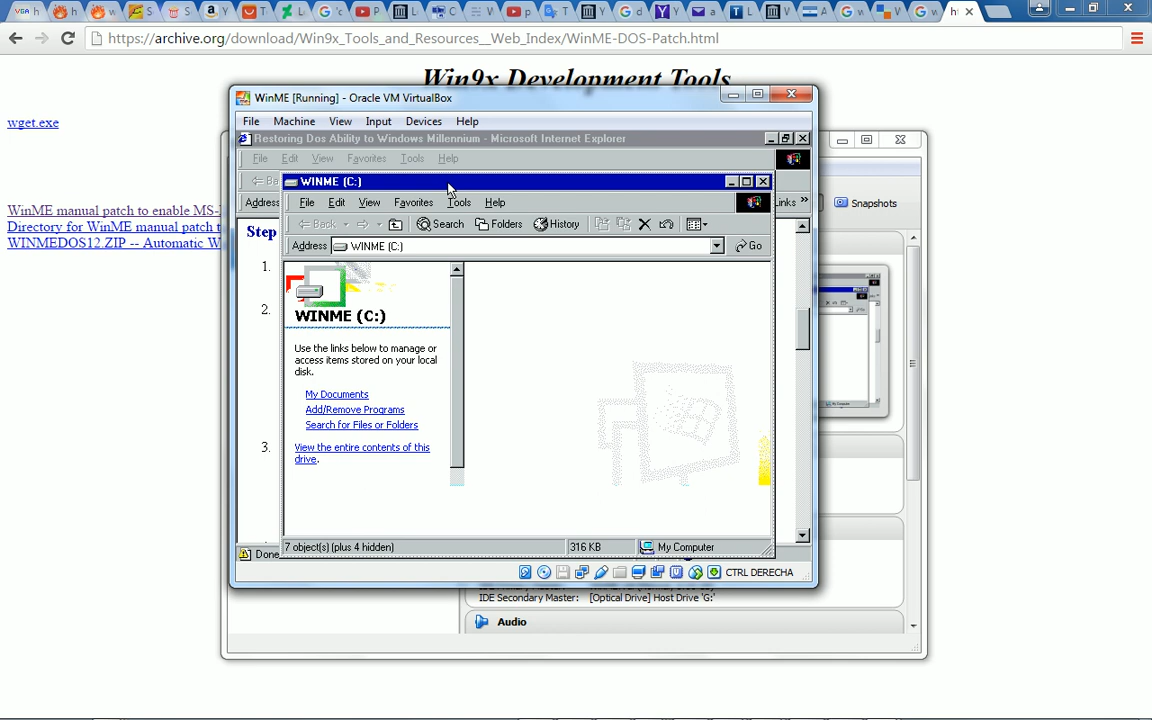 https://archive.org/download/Win9x_Tools_and_Resources__Web_Index/WinME-DOS-Patch.html
Win9x Development Tools
wget.exe
WinME manual patch to enable MS-
Directory for WinME manual patch t
WINMEDOS12.ZIP -- Automatic W
WinME [Running] - Oracle VM VirtualBox
File Machine View Input Devices Help
Restoring Dos Ability to Windows Millennium - Microsoft Internet Explorer
File Edit View Favorites Tools Help
Address
Links »
Snapshots
Step
1.
2.
3.
WINME (C:)
File Edit View Favorites Tools Help
Back Search Folders History
Address WINME (C:) Go
WINME (C:)
Use the links below to manage or
access items stored on your local
disk.
My Documents
Add/Remove Programs
Search for Files or Folders
View the entire contents of this
drive.
7 object(s) (plus 4 hidden) 316 KB My Computer
Done
CTRL DERECHA
IDE Secondary Master: [Optical Drive] Host Drive 'G:'
Audio